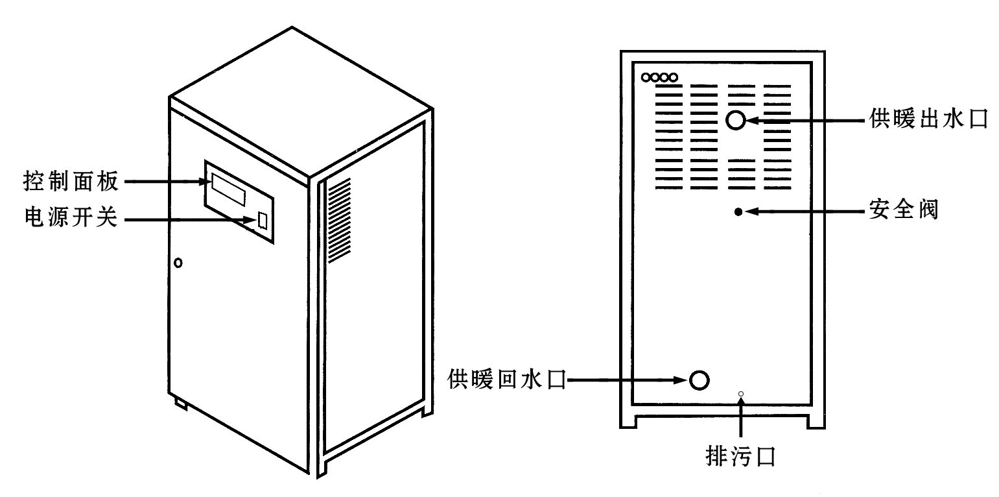 控制面板
电源开关
供暖出水口
安全阀
供暖回水口
排污口